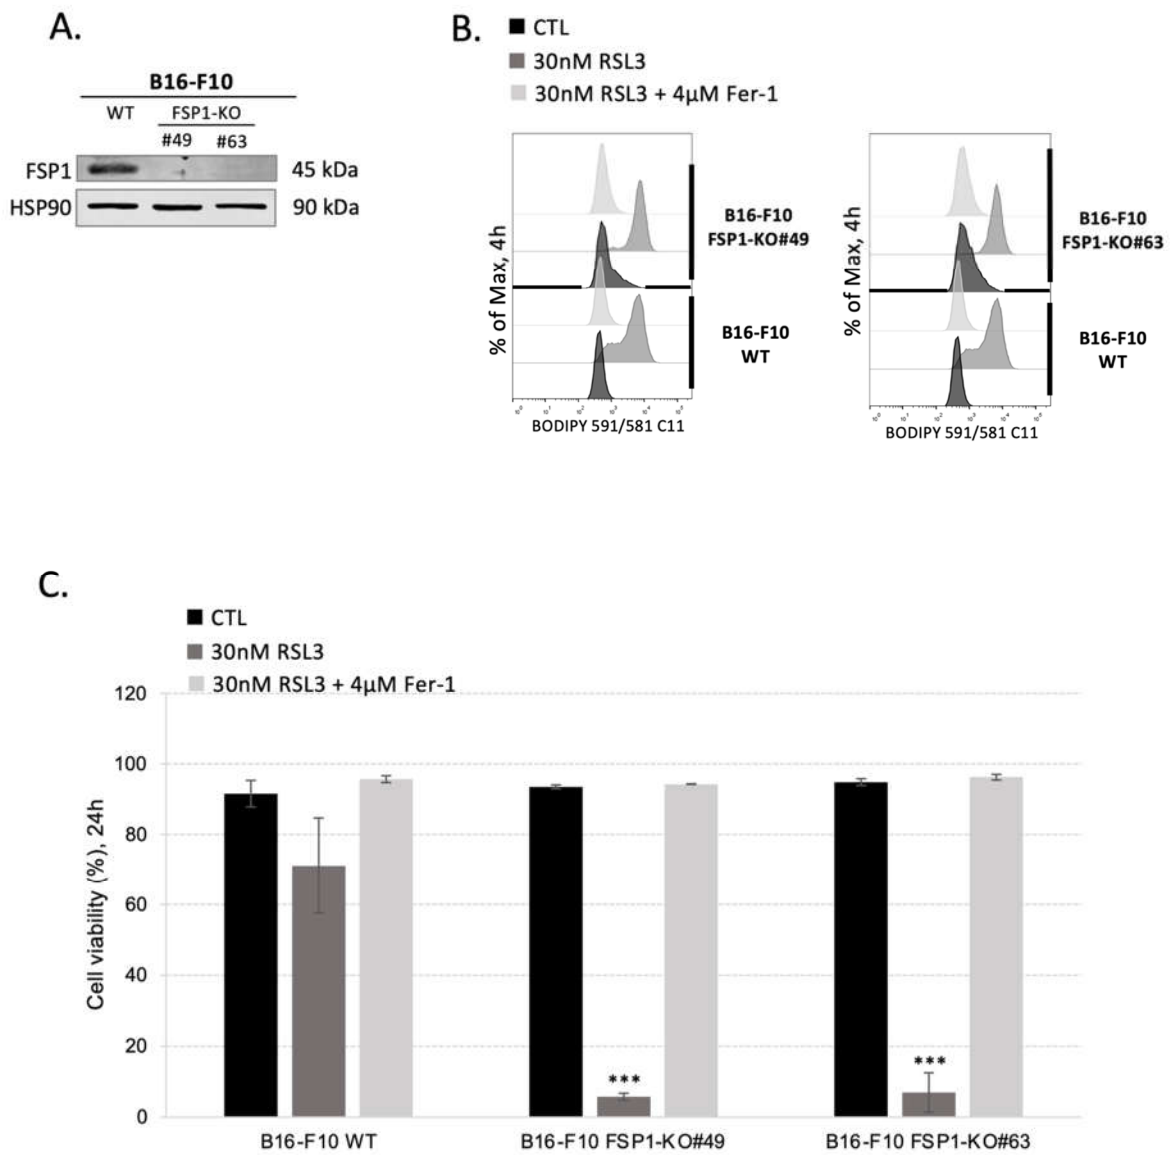 A.
B16-F10
WT
FSP1-KO
#49
#63
FSP1
45 kDa
HSP90
90 kDa
B.
CTL
30nM RSL3
30nM RSL3 + 4μM Fer-1
% of Max, 4h
B16-F10
FSP1-KO#49
B16-F10
WT
BODIPY 591/581 C11
% of Max, 4h
B16-F10
FSP1-KO#63
B16-F10
WT
BODIPY 591/581 C11
C.
CTL
30nM RSL3
30nM RSL3 + 4μM Fer-1
Cell viability (%), 24h
120
100
80
60
40
20
0
***
***
B16-F10 WT
B16-F10 FSP1-KO#49
B16-F10 FSP1-KO#63